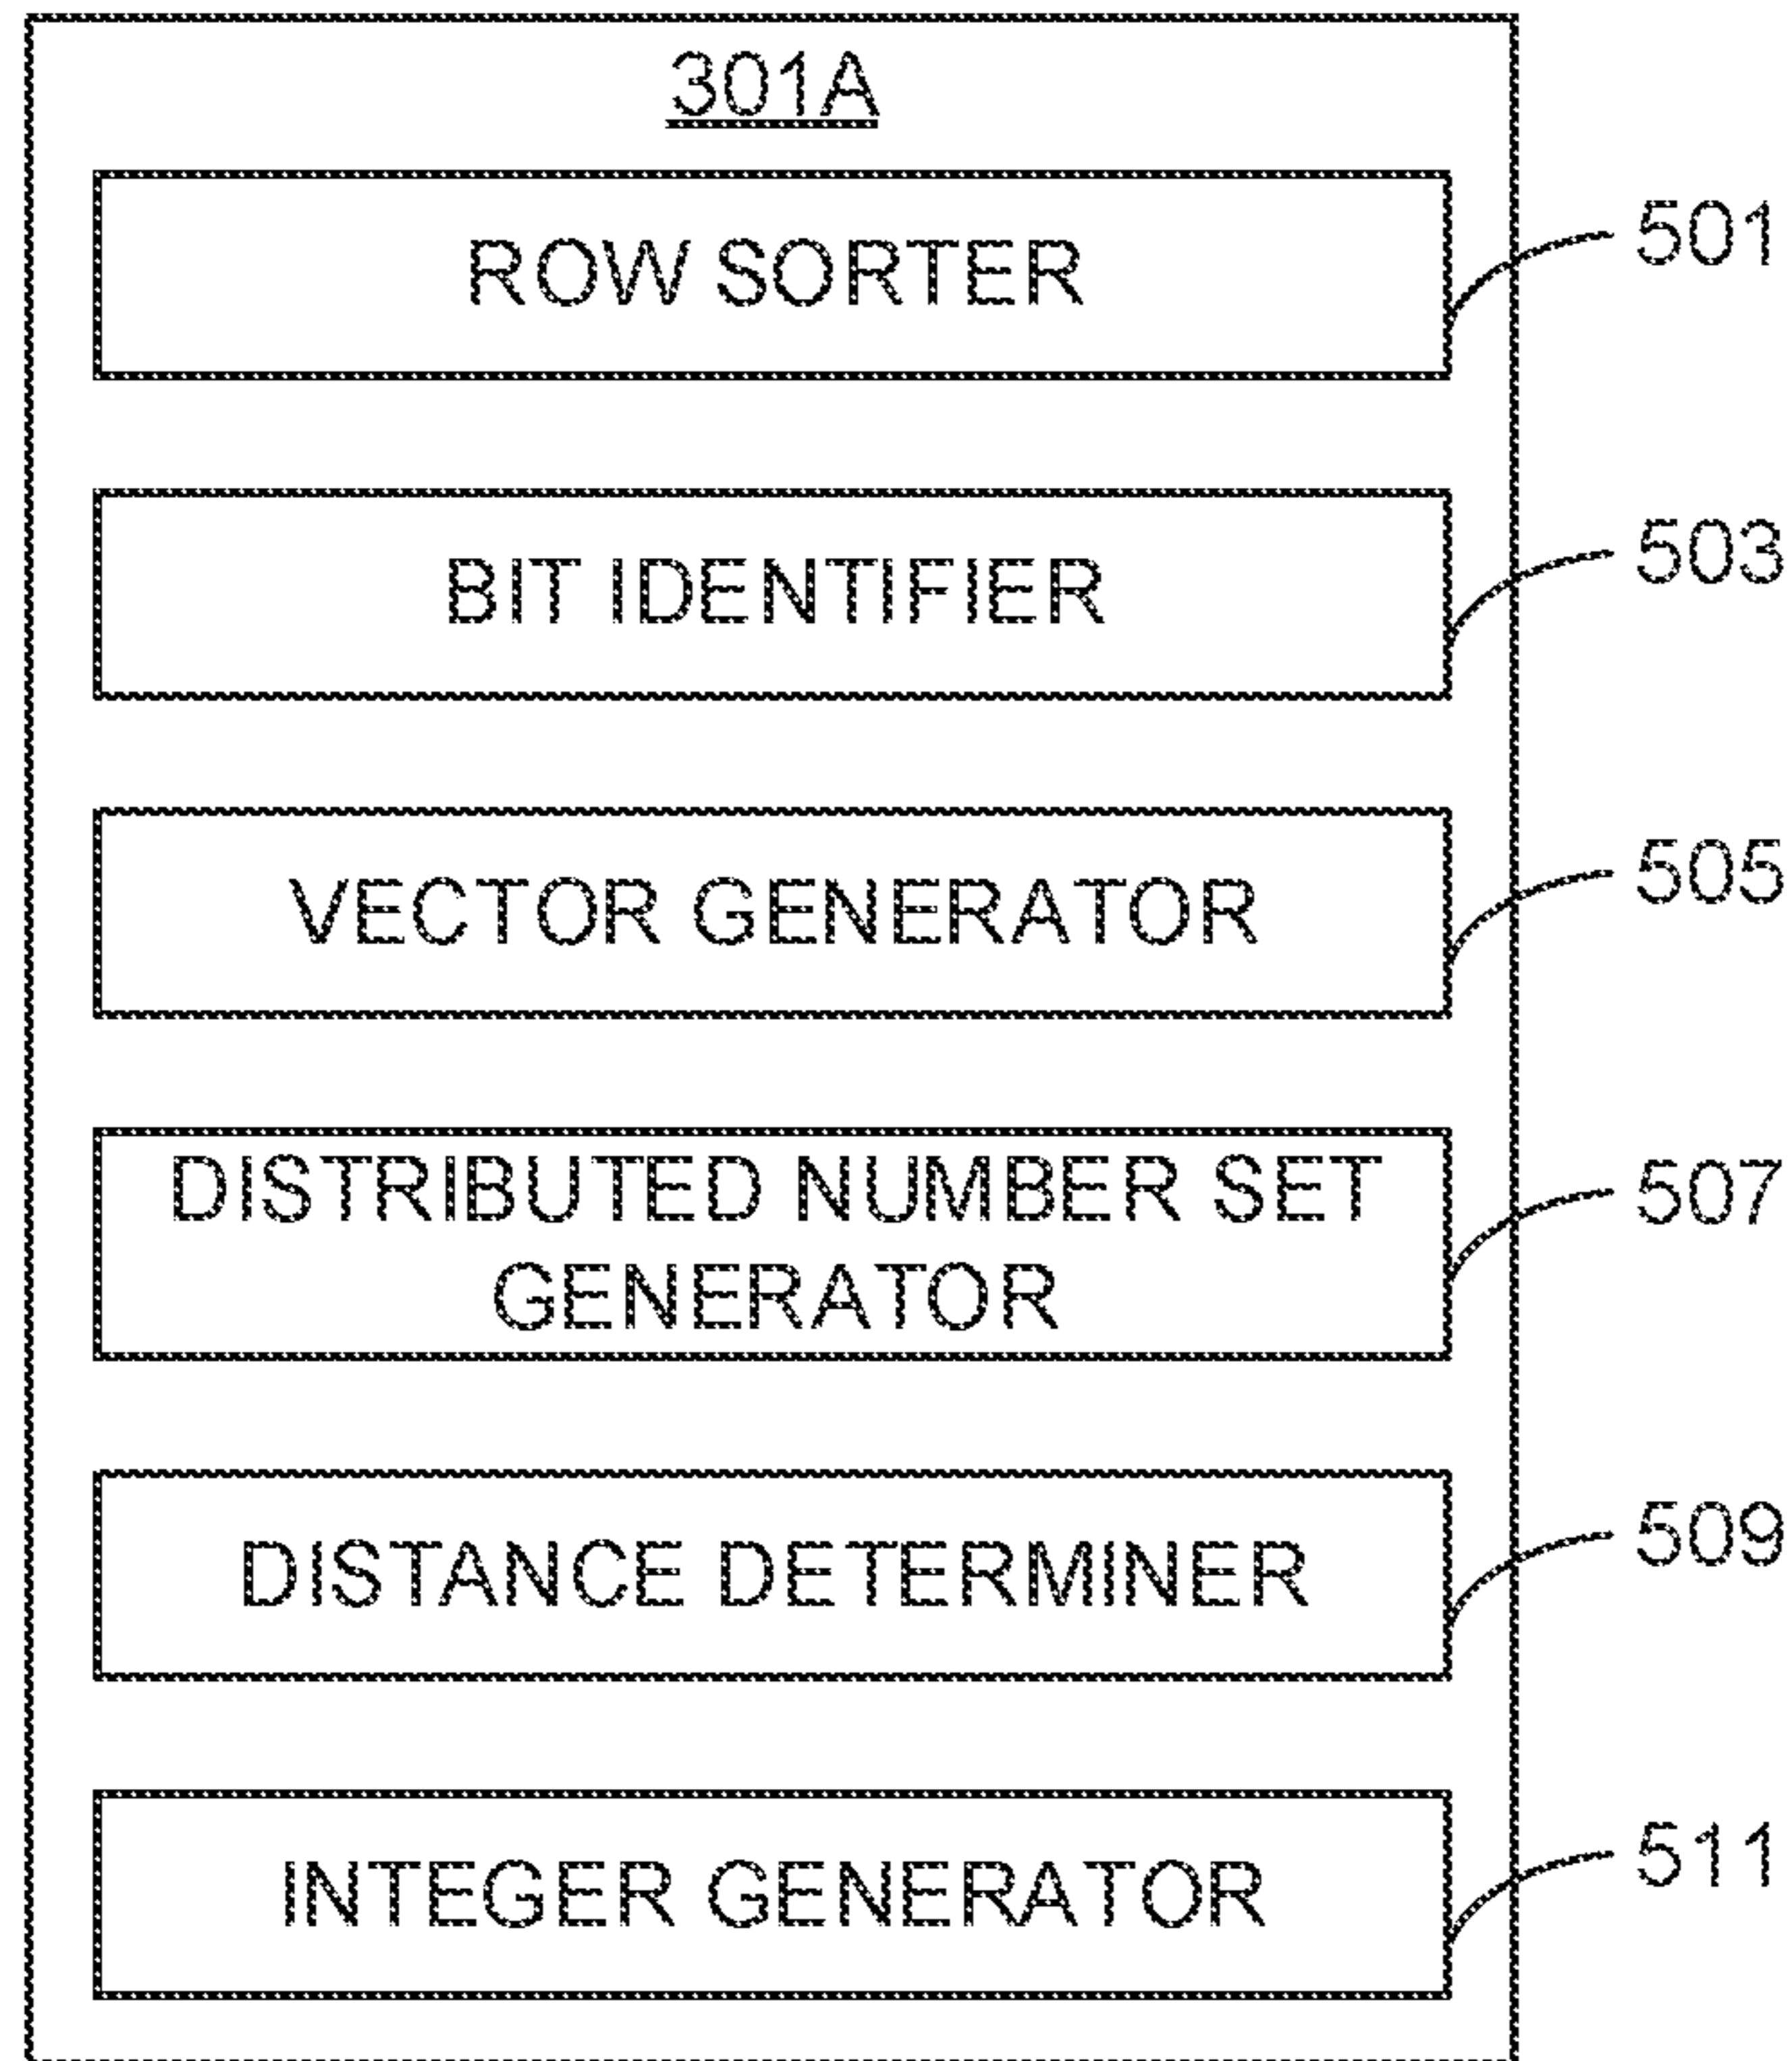 301A
ROW SORTER
501
BIT IDENTIFIER
503
VECTOR GENERATOR
505
DISTRIBUTED NUMBER SET
GENERATOR
507
DISTANCE DETERMINER
509
INTEGER GENERATOR
511